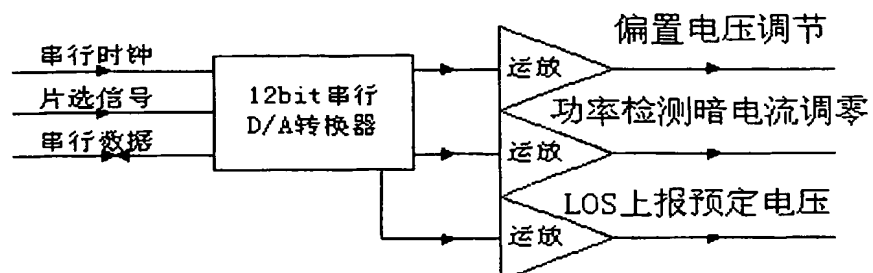 串行时钟
片选信号
串行数据
12bit串行
D/A转换器
运放
偏置电压调节
运放
功率检测暗电流调零
运放
LOS上报预定电压